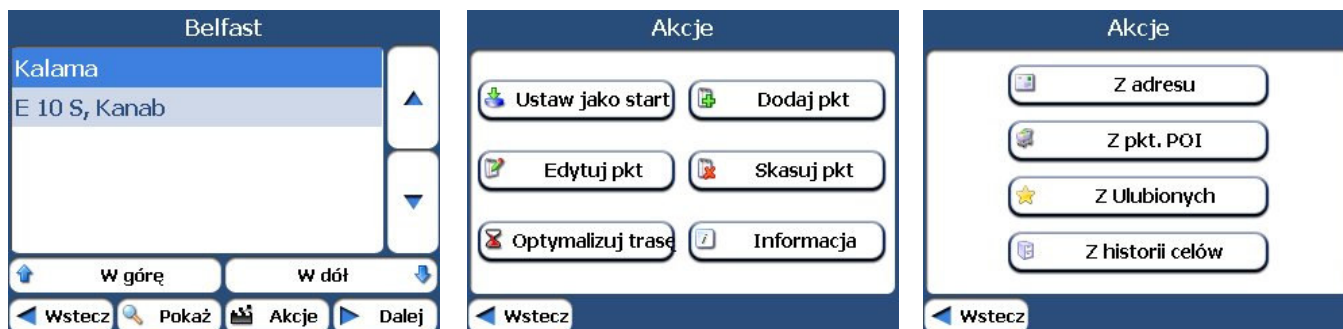 Belfast
Kalama
E 10 S, Kanab
W górę
W dół
Wstecz
Pokaż
Akcje
Dalej
Akcje
Ustaw jako start
Dodaj pkt
Edytuj pkt
Skasuj pkt
Optymalizuj trasę
Informacja
Wstecz
Akcje
Z adresu
Z pkt. POI
Z Ulubionych
Z historii celów
Wstecz